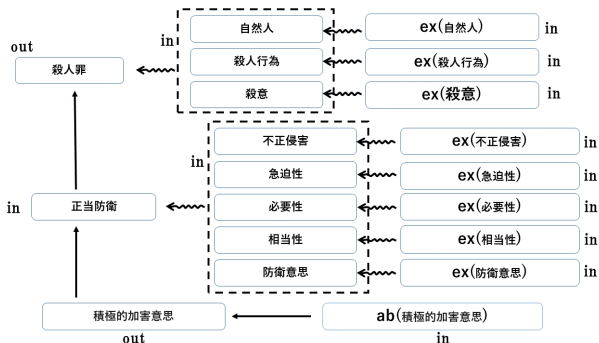 out
殺人罪
in
自然人
ex(自然人)
in
殺人行為
ex(殺人行為)
in
殺意
ex(殺意)
in
in
正当防衛
in
不正侵害
ex(不正侵害)
in
急迫性
ex(急迫性)
in
必要性
ex(必要性)
in
相当性
ex(相当性)
in
防衛意思
ex(防衛意思)
in
積極的加害意思
out
ab(積極的加害意思)
in